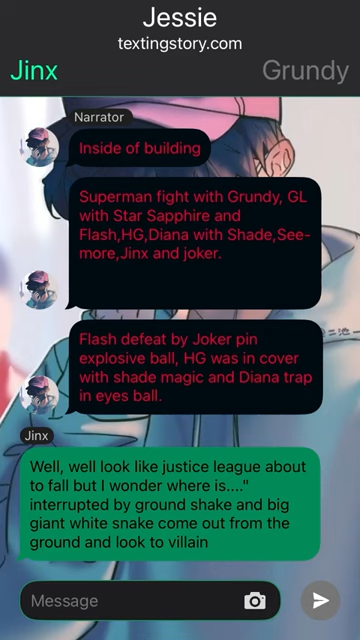 Jessie
textingstory.com
Jinx
Grundy
Narrator
Inside of building
Superman fight with Grundy, GL
with Star Sapphire and
Flash,HG,Diana with Shade,See-
more,Jinx and joker.
Flash defeat by Joker pin
explosive ball, HG was in cover
with shade magic and Diana trap
in eyes ball.
Jinx
Well, well look like justice league about
to fall but I wonder where is...."
interrupted by ground shake and big
giant white snake come out from the
ground and look to villain
Message